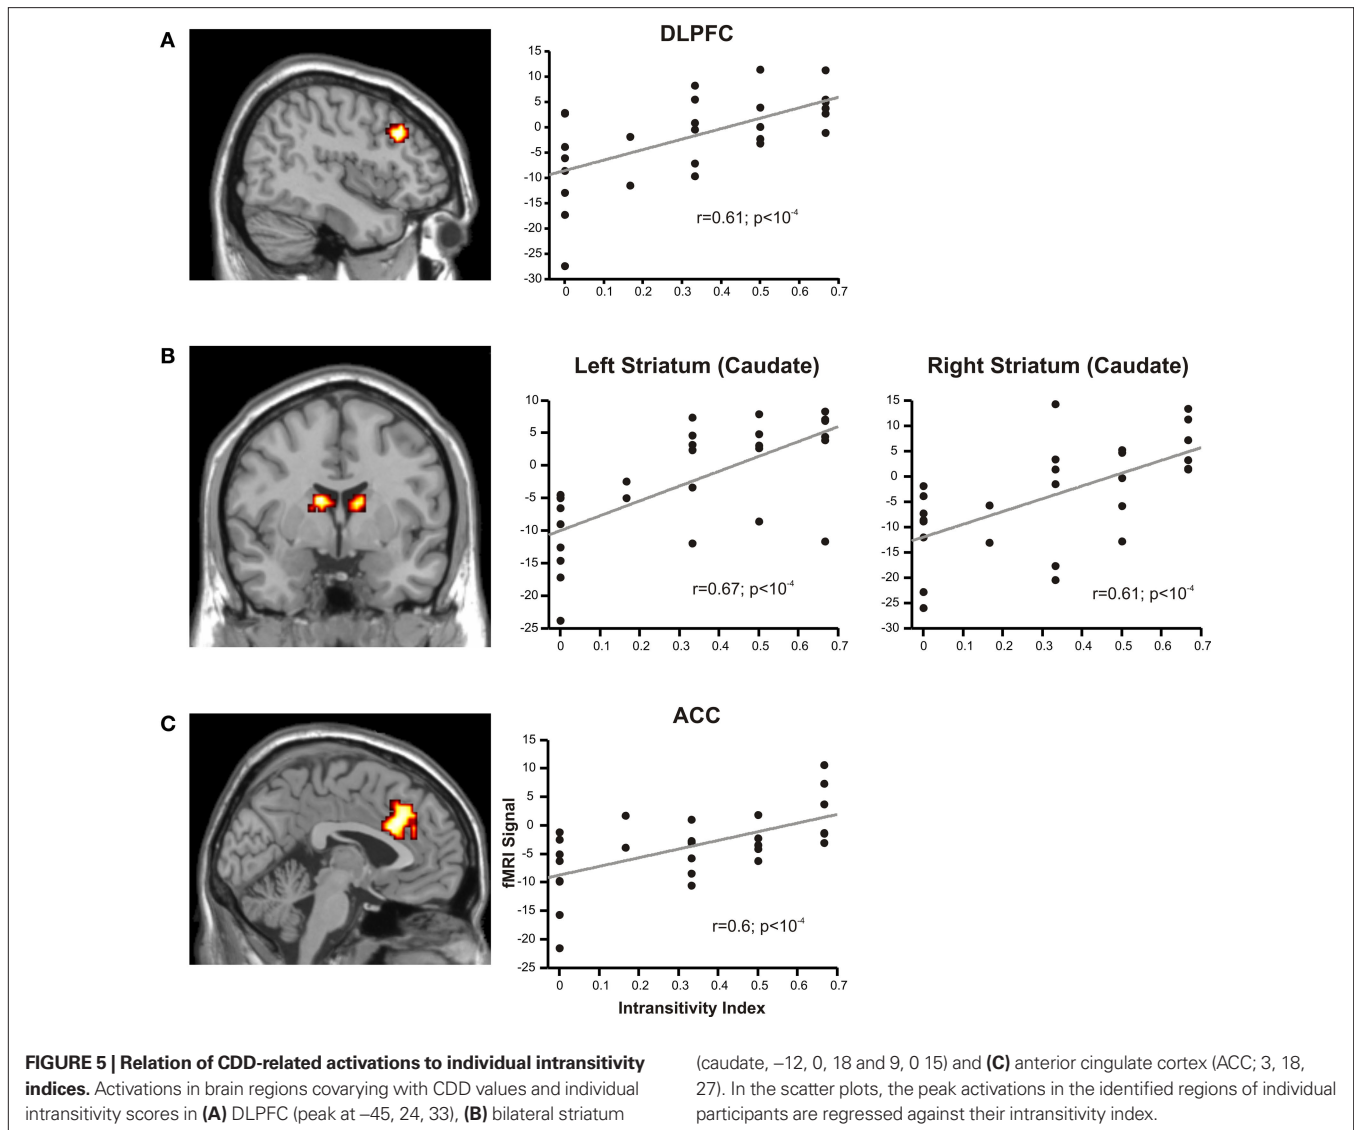 A
DLPFC
15
10
5
0
-5
-10
-15
-20
-25
-30
r=0.61; p<10⁻⁴
0 0.1 0.2 0.3 0.4 0.5 0.6 0.7
B
Left Striatum (Caudate)
10
5
0
-5
-10
-15
-20
-25
r=0.67; p<10⁻⁴
0 0.1 0.2 0.3 0.4 0.5 0.6 0.7
Right Striatum (Caudate)
15
10
5
0
-5
-10
-15
-20
-25
-30
r=0.61; p<10⁻⁴
0 0.1 0.2 0.3 0.4 0.5 0.6 0.7
C
ACC
fMRI Signal
15
10
5
0
-5
-10
-15
-20
-25
r=0.6; p<10⁻⁴
0 0.1 0.2 0.3 0.4 0.5 0.6 0.7
Intransitivity Index
FIGURE 5 | Relation of CDD-related activations to individual intransitivity
indices. Activations in brain regions covarying with CDD values and individual
intransitivity scores in (A) DLPFC (peak at –45, 24, 33), (B) bilateral striatum
(caudate, –12, 0, 18 and 9, 0 15) and (C) anterior cingulate cortex (ACC; 3, 18,
27). In the scatter plots, the peak activations in the identified regions of individual
participants are regressed against their intransitivity index.